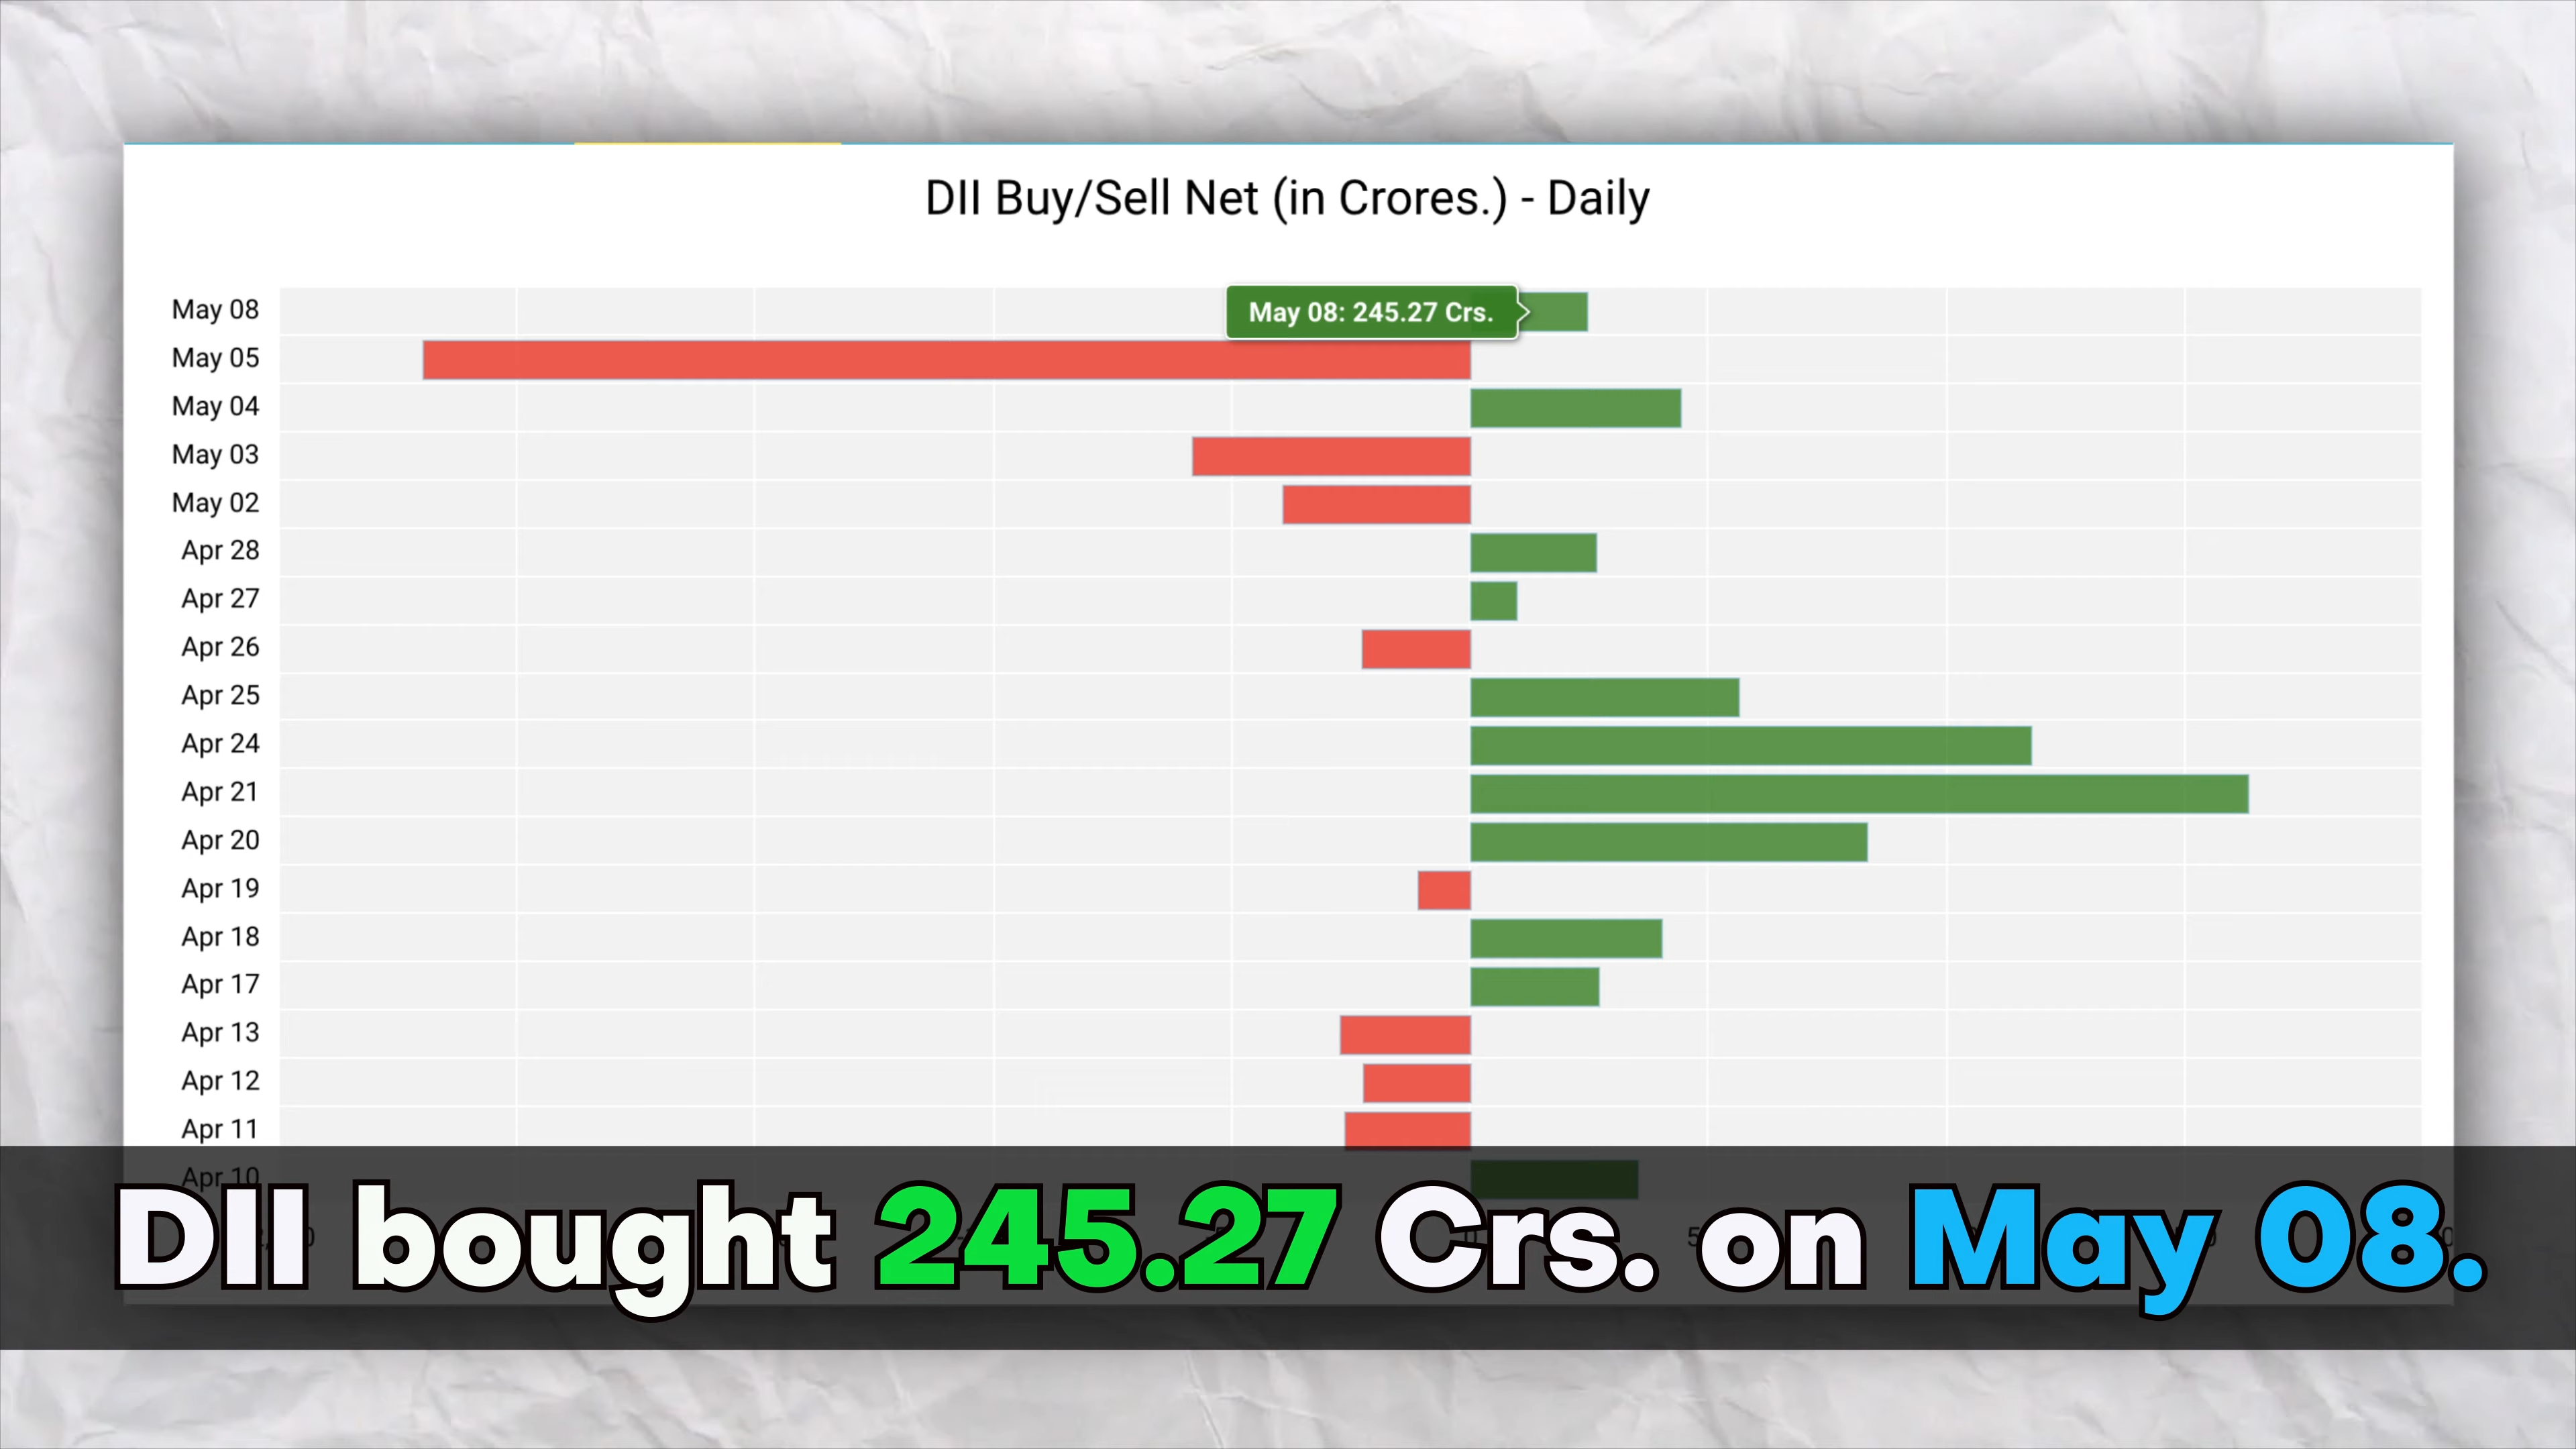 DII Buy/Sell Net (in Crores.) - Daily
May 08
May 08: 245.27 Crs.
May 05
May 04
May 03
May 02
Apr 28
Apr 27
Apr 26
Apr 25
Apr 24
Apr 21
Apr 20
Apr 19
Apr 18
Apr 17
Apr 13
Apr 12
Apr 11
Apr 10
DII bought 245.27 Crs. on May 08.